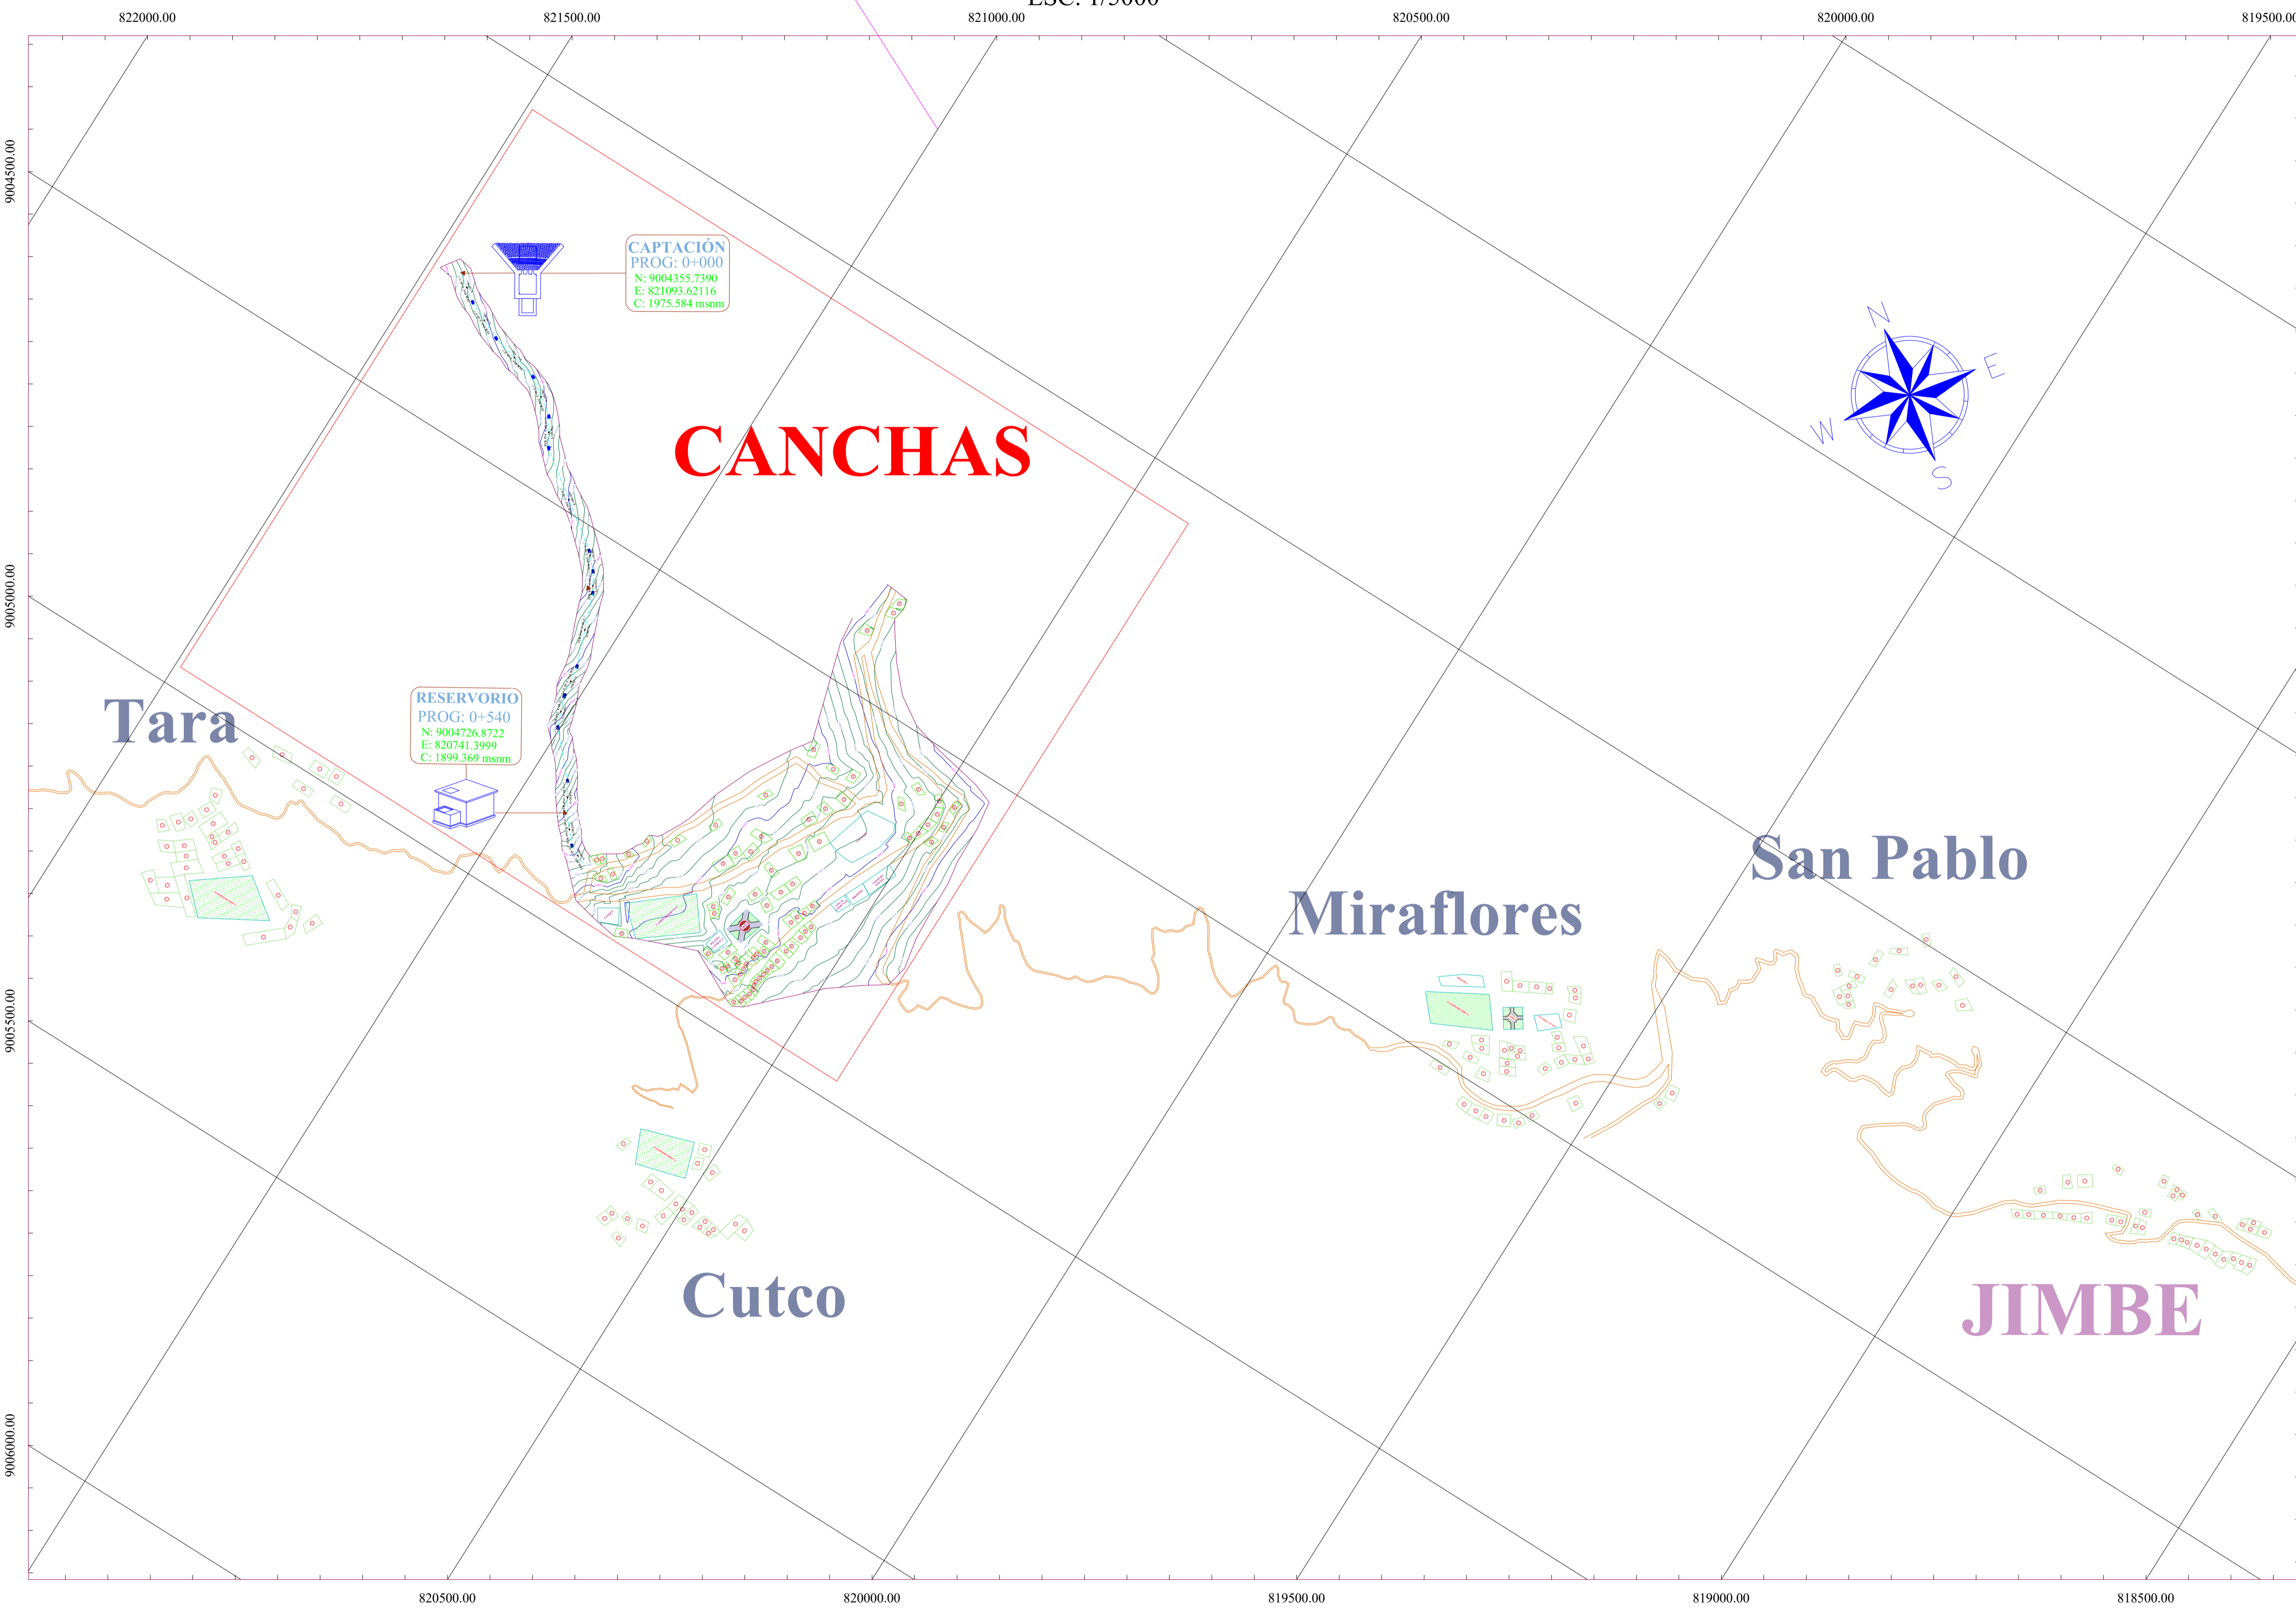 ESC: 1/5000
822000.00
821500.00
821000.00
820500.00
820000.00
819500.00
9004500.00
CAPTACIÓN
PROG: 0+000
N: 9004355.7390
E: 821093.62116
C: 1975.584 msnm
N
E
W
S
CANCHAS
9005000.00
RESERVORIO
PROG: 0+540
N: 9004726.8722
E: 820741.3999
C: 1899.369 msnm
Tara
San Pablo
Miraflores
9005500.00
Cutco
JIMBE
9006000.00
820500.00
820000.00
819500.00
819000.00
818500.00